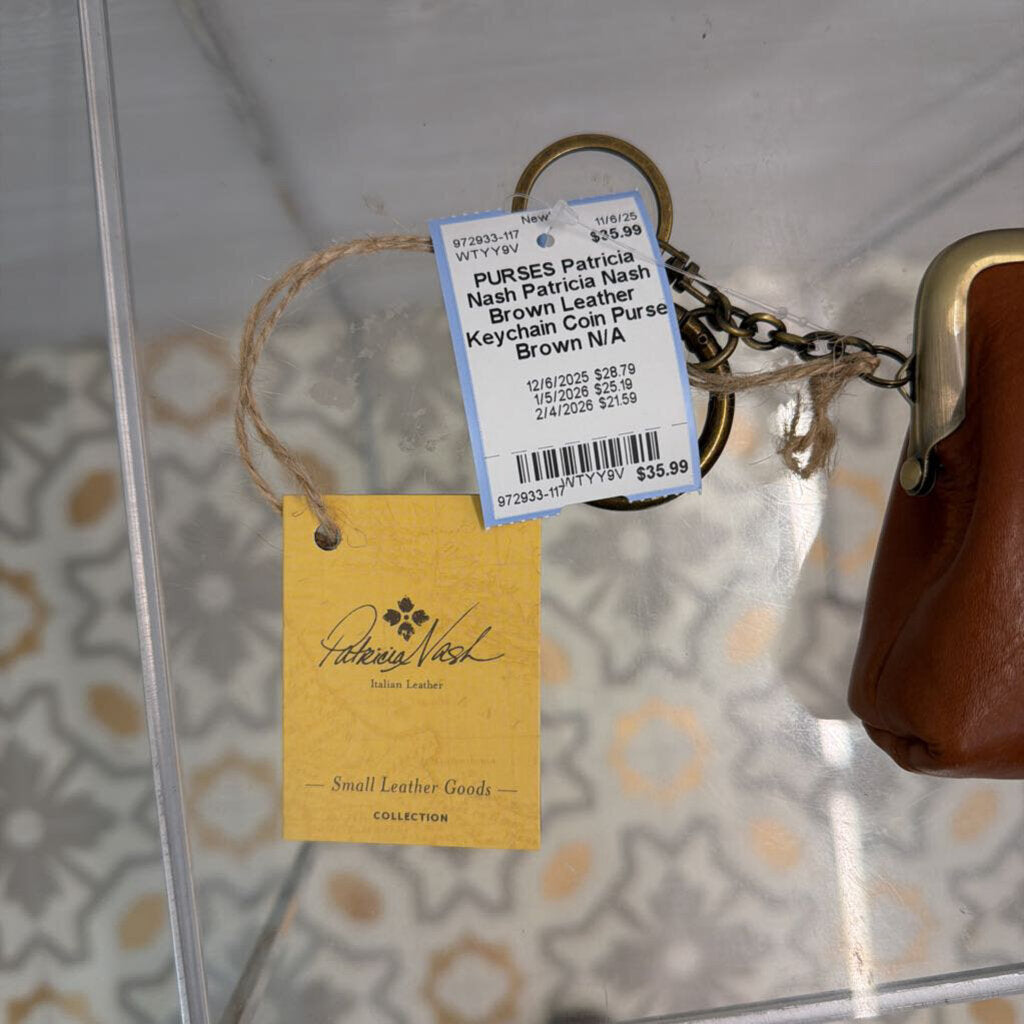 New
11/6/25
972933-117
$35.99
WTYY9V
PURSES Patricia
Nash Patricia Nash
Brown Leather
Keychain Coin Purse
Brown N/A
12/6/2025 $28.79
1/5/2026 $25.19
2/4/2026 $21.59
WTYY9V
$35.99
972933-117
Patricia Nash
Italian Leather
— Small Leather Goods —
COLLECTION